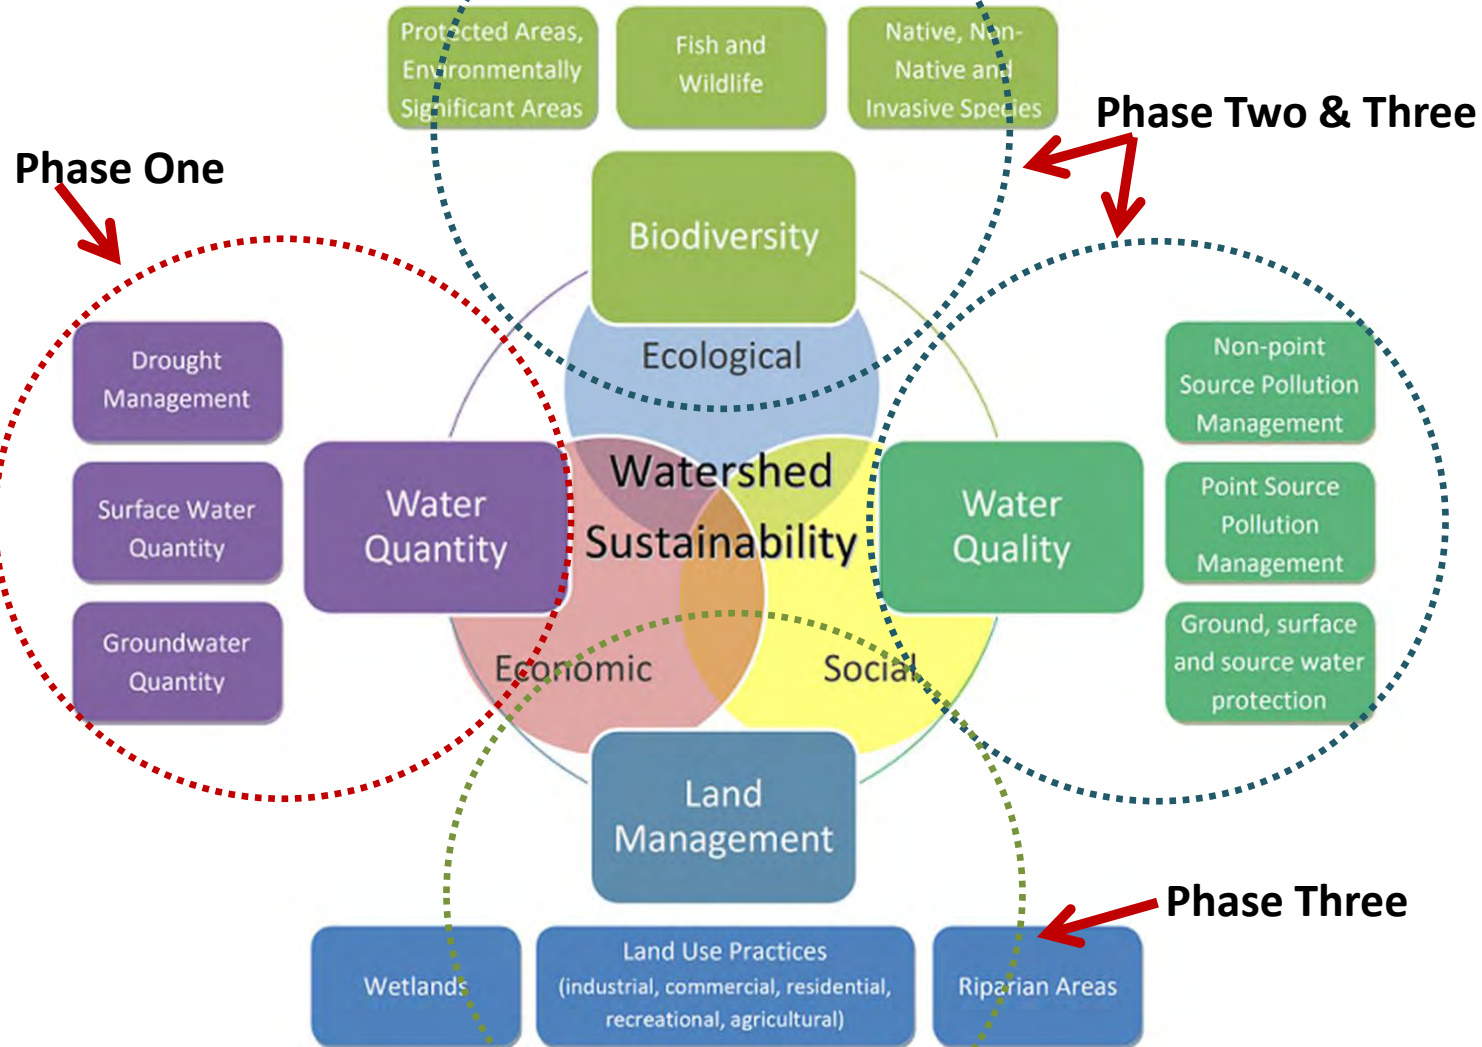 Protected Areas,
Environmentally
Significant Areas
Fish and
Wildlife
Native, Non-
Native and
Invasive Species
Phase Two & Three
Phase One
Biodiversity
Ecological
Drought
Management
Surface Water
Quantity
Groundwater
Quantity
Water
Quantity
Watershed
Sustainability
Water
Quality
Non-point
Source Pollution
Management
Point Source
Pollution
Management
Ground, surface
and source water
protection
Economic
Social
Land
Management
Phase Three
Wetlands
Land Use Practices
(industrial, commercial, residential,
recreational, agricultural)
Riparian Areas